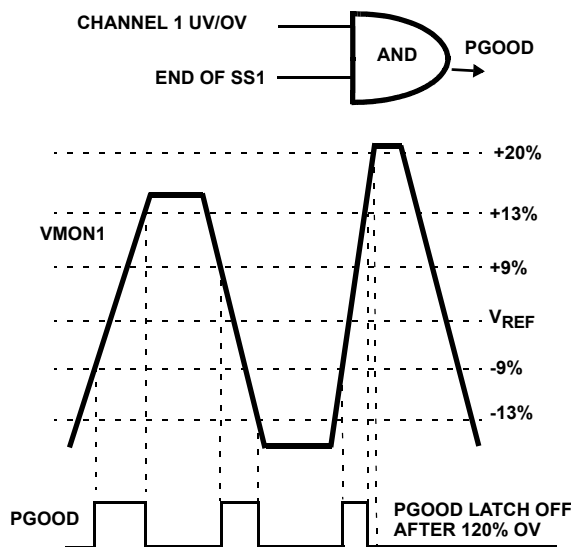 CHANNEL 1 UV/OV
AND
PGOOD
END OF SS1
+20%
+13%
VMON1
+9%
VREF
-9%
-13%
PGOOD
PGOOD LATCH OFF
AFTER 120% OV